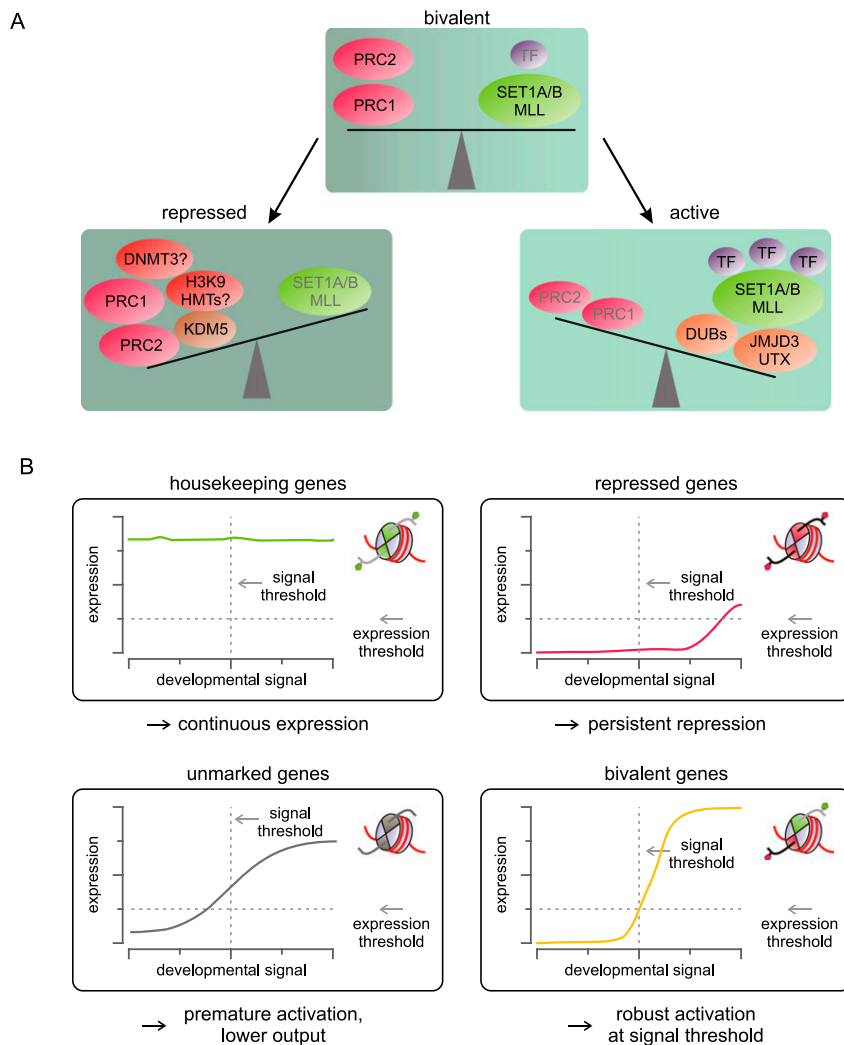 A
bivalent
PRC2
TF
PRC1
SET1A/B
MLL
repressed
active
DNMT3?
PRC1
H3K9
HMTs?
SET1A/B
MLL
PRC2
KDM5
TF
TF
TF
SET1A/B
MLL
PRC2
PRC1
DUBs
JMJD3
UTX
B
housekeeping genes
expression
signal
threshold
expression
threshold
developmental signal
→ continuous expression
repressed genes
expression
signal
threshold
expression
threshold
developmental signal
→ persistent repression
unmarked genes
expression
signal
threshold
expression
threshold
developmental signal
→ premature activation,
lower output
bivalent genes
expression
signal
threshold
expression
threshold
developmental signal
→ robust activation
at signal threshold